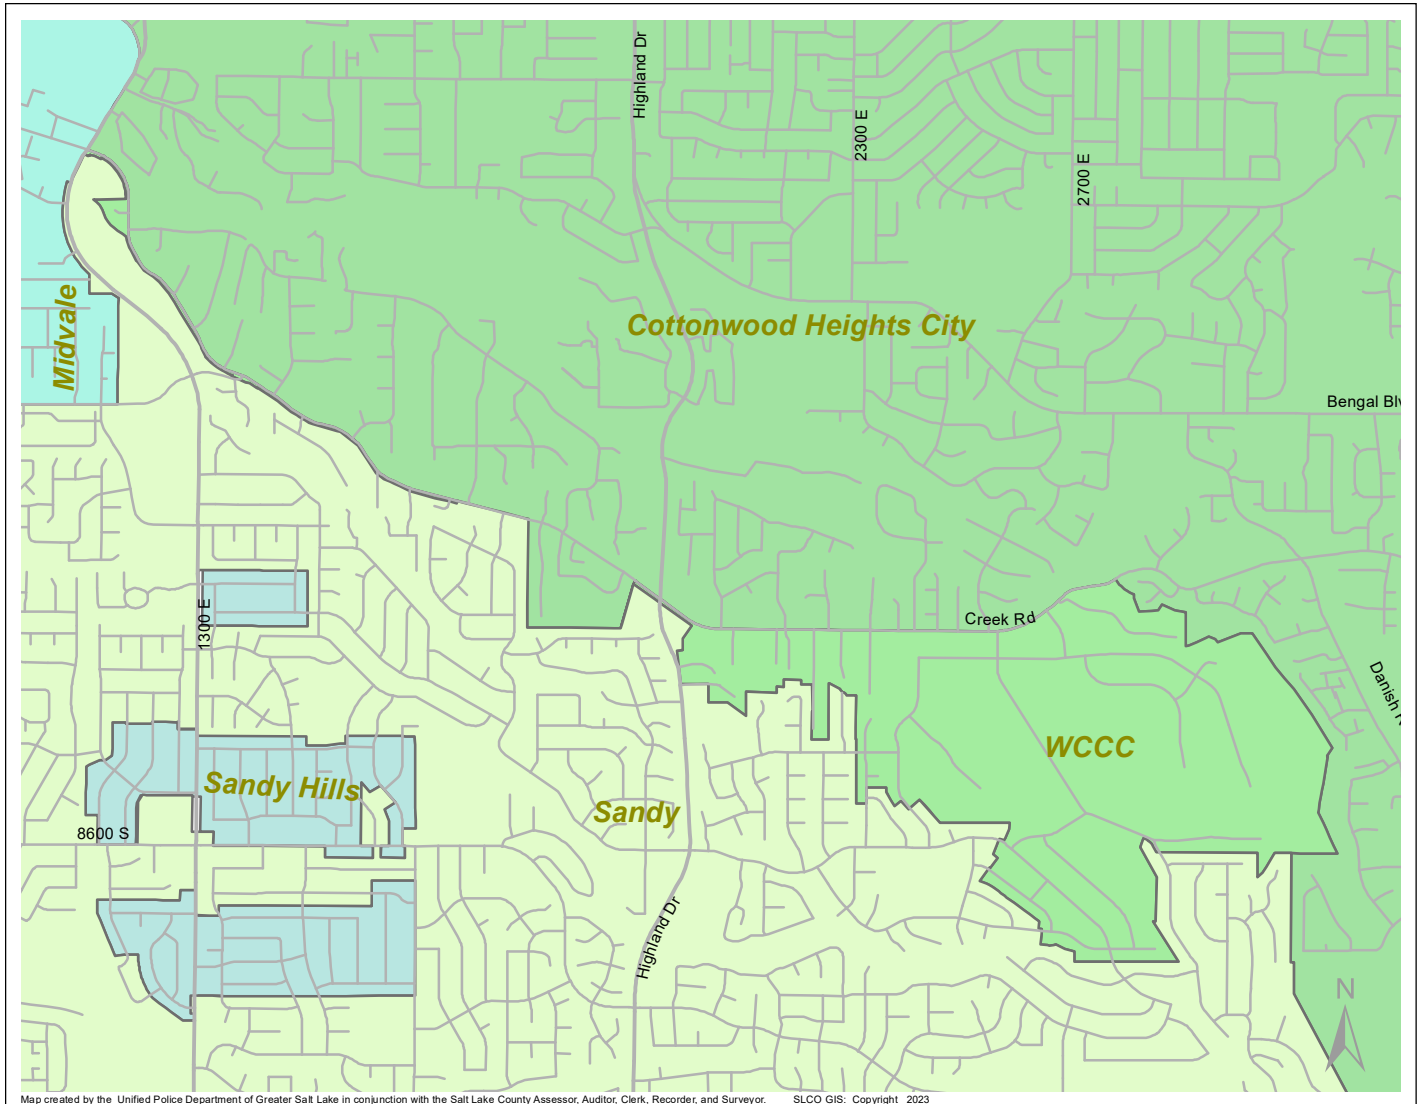 Highland Dr
2300 E
2700 E
Midvale
Cottonwood Heights City
Bengal Blv
1300 E
Creek Rd
Danish R
WCCC
Sandy Hills
Sandy
8600 S
Highland Dr
N
Map created by the Unified Police Department of Greater Salt Lake in conjunction with the Salt Lake County Assessor, Auditor, Clerk, Recorder, and Surveyor. SLCO GIS: Copyright 2023